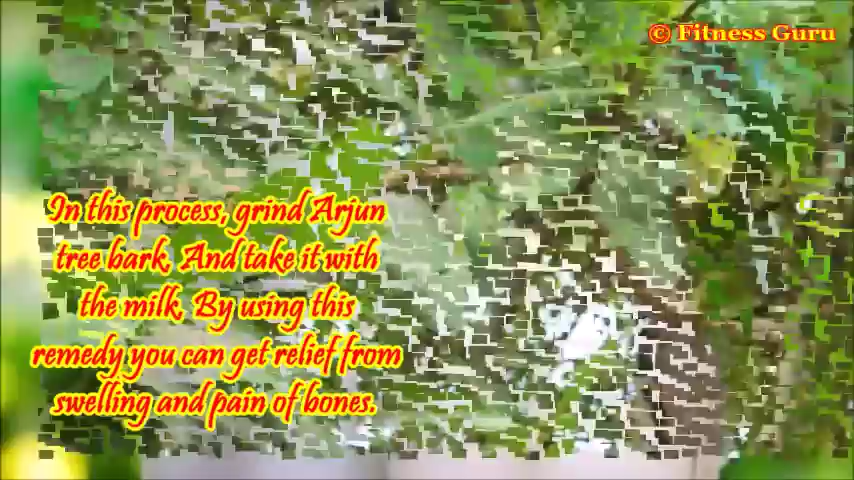 © Fitness Guru
In this process, grind Arjun
tree bark. And take it with
the milk. By using this
remedy you can get relief from
swelling and pain of bones.